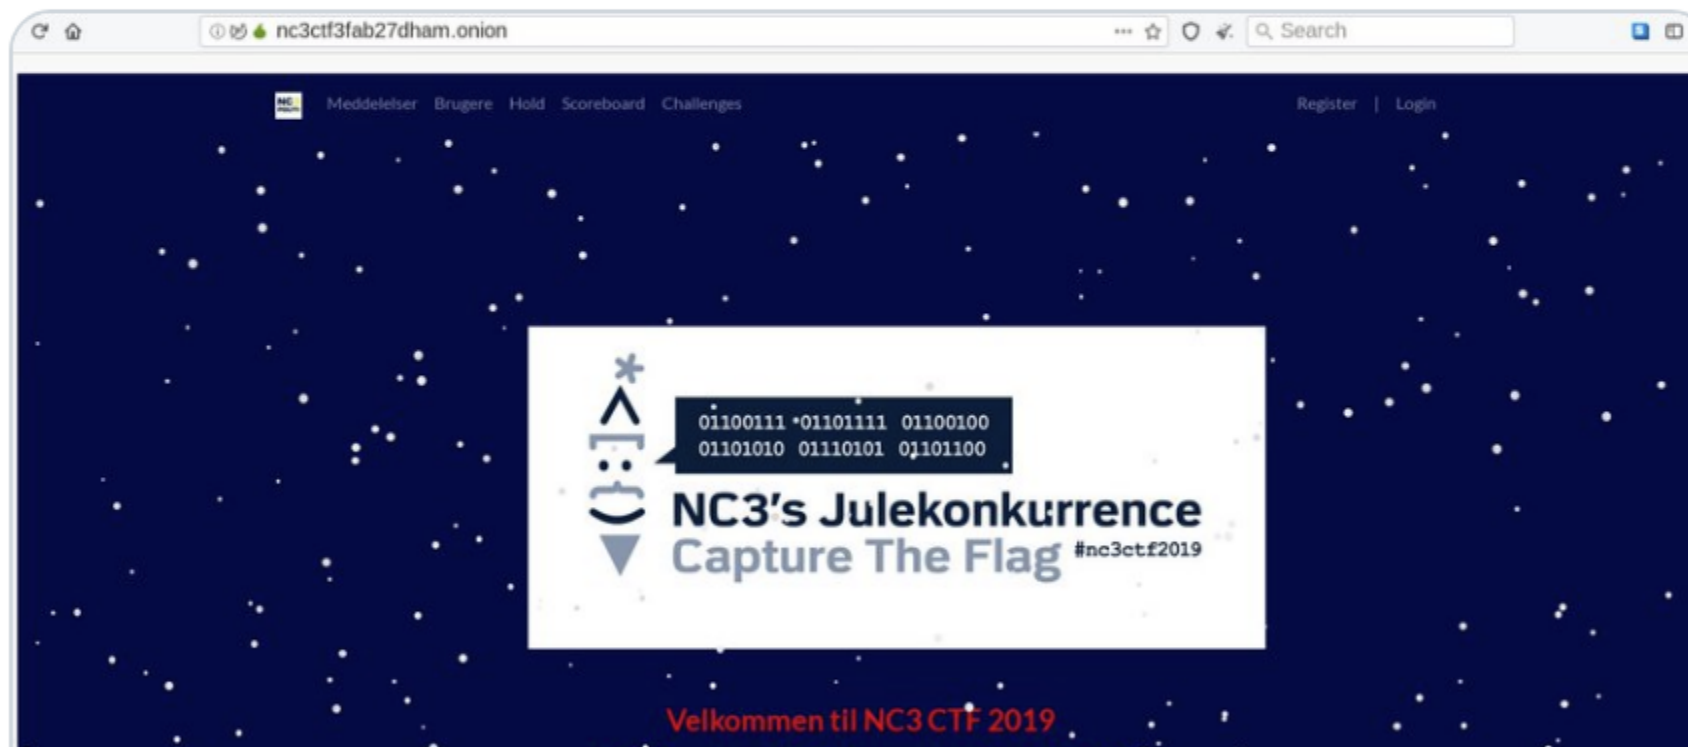 nc3ctf3fab27dham.onion
Search
NC3
Meddelelser Brugere Hold Scoreboard Challenges
Register | Login
01100111 01101111 01100100
01101010 01110101 01101100
NC3's Julekonkurrence
Capture The Flag #nc3ctf2019
Velkommen til NC3 CTF 2019